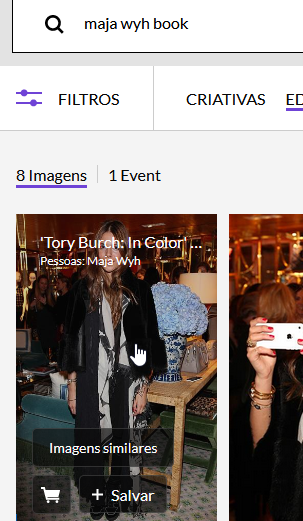 maja wyh book
FILTROS
CRIATIVAS
ED
8 Imagens
1 Event
'Tory Burch: In Color' ...
Pessoas: Maja Wyh
Imagens similares
+ Salvar